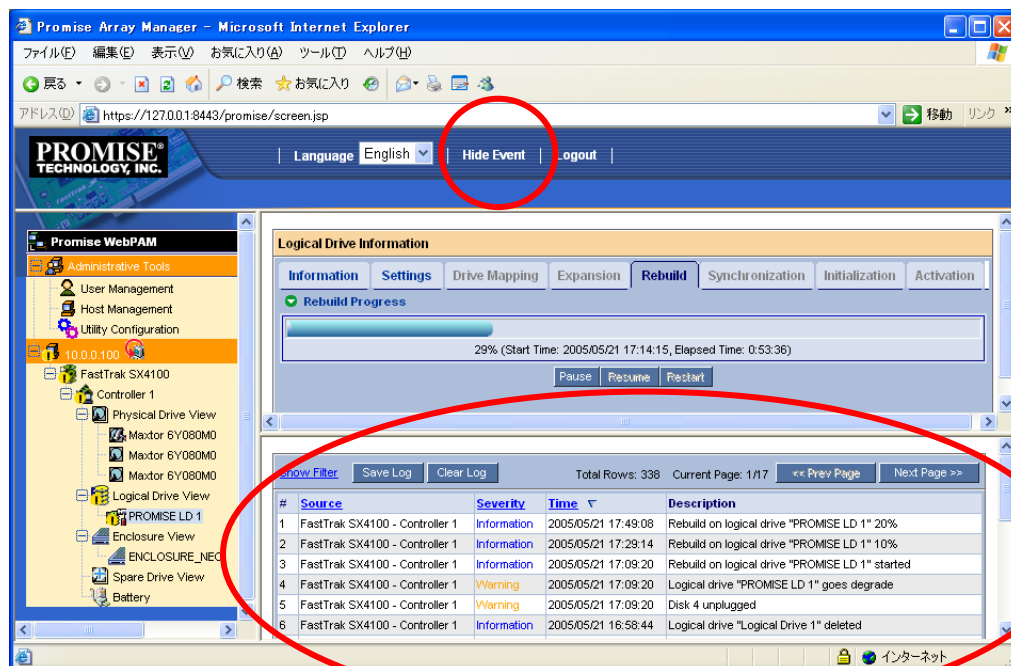 Promise Array Manager - Microsoft Internet Explorer
ファイル(F) 編集(E) 表示(V) お気に入り(A) ツール(T) ヘルプ(H)
戻る 検索 お気に入り
アドレス(D) https://127.0.0.1:8443/promise/screen.jsp 移動 リンク »
PROMISE®
TECHNOLOGY, INC.
| Language English | Hide Event | Logout |
Promise WebPAM
Administrative Tools
User Management
Host Management
Utility Configuration
10.0.0.100
FastTrak SX4100
Controller 1
Physical Drive View
Maxtor 6Y080M0
Maxtor 6Y080M0
Maxtor 6Y080M0
Logical Drive View
PROMISE LD 1
Enclosure View
ENCLOSURE_NEC
Spare Drive View
Battery
Logical Drive Information
Information Settings Drive Mapping Expansion Rebuild Synchronization Initialization Activation
Rebuild Progress
29% (Start Time: 2005/05/21 17:14:15, Elapsed Time: 0:53:36)
Pause Resume Restart
Show Filter Save Log Clear Log Total Rows: 338 Current Page: 1/17 << Prev Page Next Page >>
# Source Severity Time Description
1 FastTrak SX4100 - Controller 1 Information 2005/05/21 17:49:08 Rebuild on logical drive "PROMISE LD 1" 20%
2 FastTrak SX4100 - Controller 1 Information 2005/05/21 17:29:14 Rebuild on logical drive "PROMISE LD 1" 10%
3 FastTrak SX4100 - Controller 1 Information 2005/05/21 17:09:20 Rebuild on logical drive "PROMISE LD 1" started
4 FastTrak SX4100 - Controller 1 Warning 2005/05/21 17:09:20 Logical drive "PROMISE LD 1" goes degrade
5 FastTrak SX4100 - Controller 1 Warning 2005/05/21 17:09:20 Disk 4 unplugged
6 FastTrak SX4100 - Controller 1 Information 2005/05/21 16:58:44 Logical drive "Logical Drive 1" deleted
インターネット